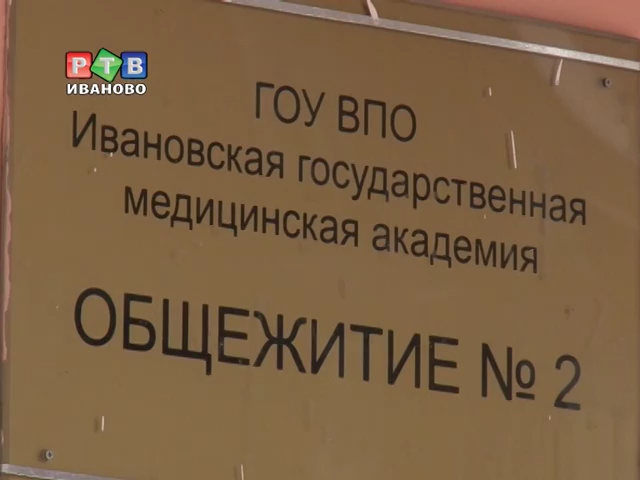 РТВ
ИВАНОВО
ГОУ ВПО
Ивановская государственная
медицинская академия
ОБЩЕЖИТИЕ № 2